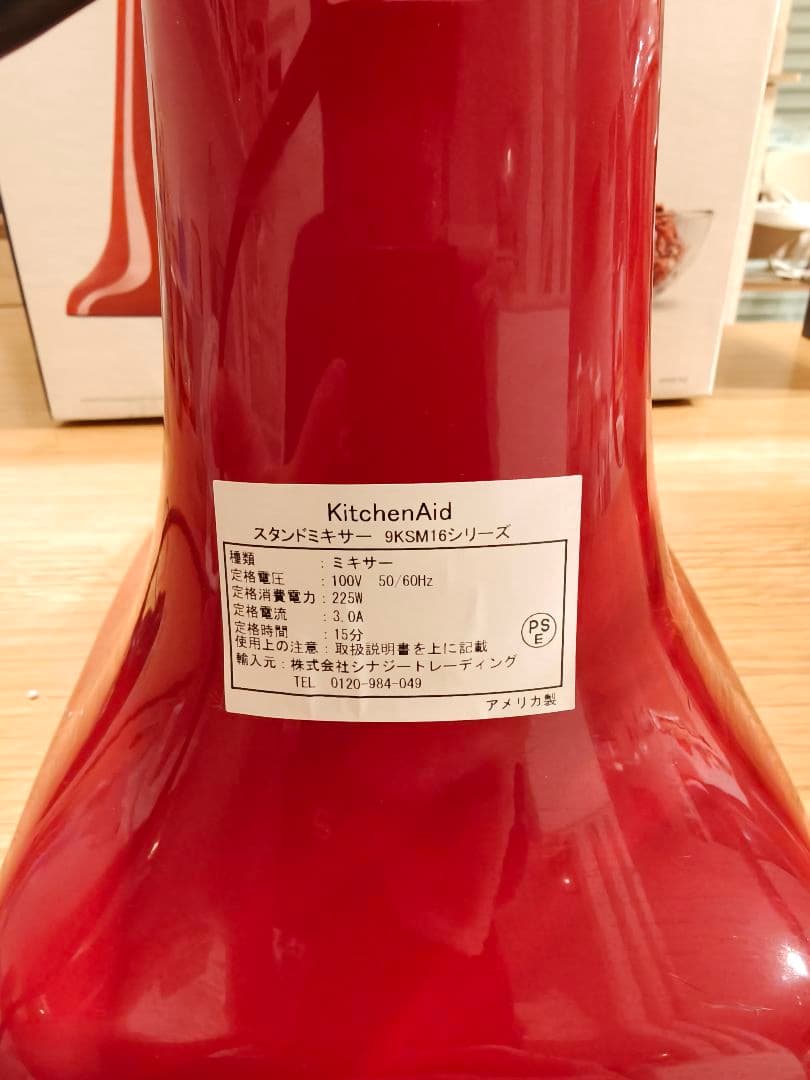 KitchenAid
スタンドミキサー 9KSM16シリーズ
種類 : ミキサー
定格電圧 : 100V 50/60Hz
定格消費電力 : 225W
定格電流 : 3.0A
定格時間 : 15分
使用上の注意 : 取扱説明書を上に記載
輸入元 : 株式会社シナジートレーディング
TEL 0120-984-049
PS
E
アメリカ製